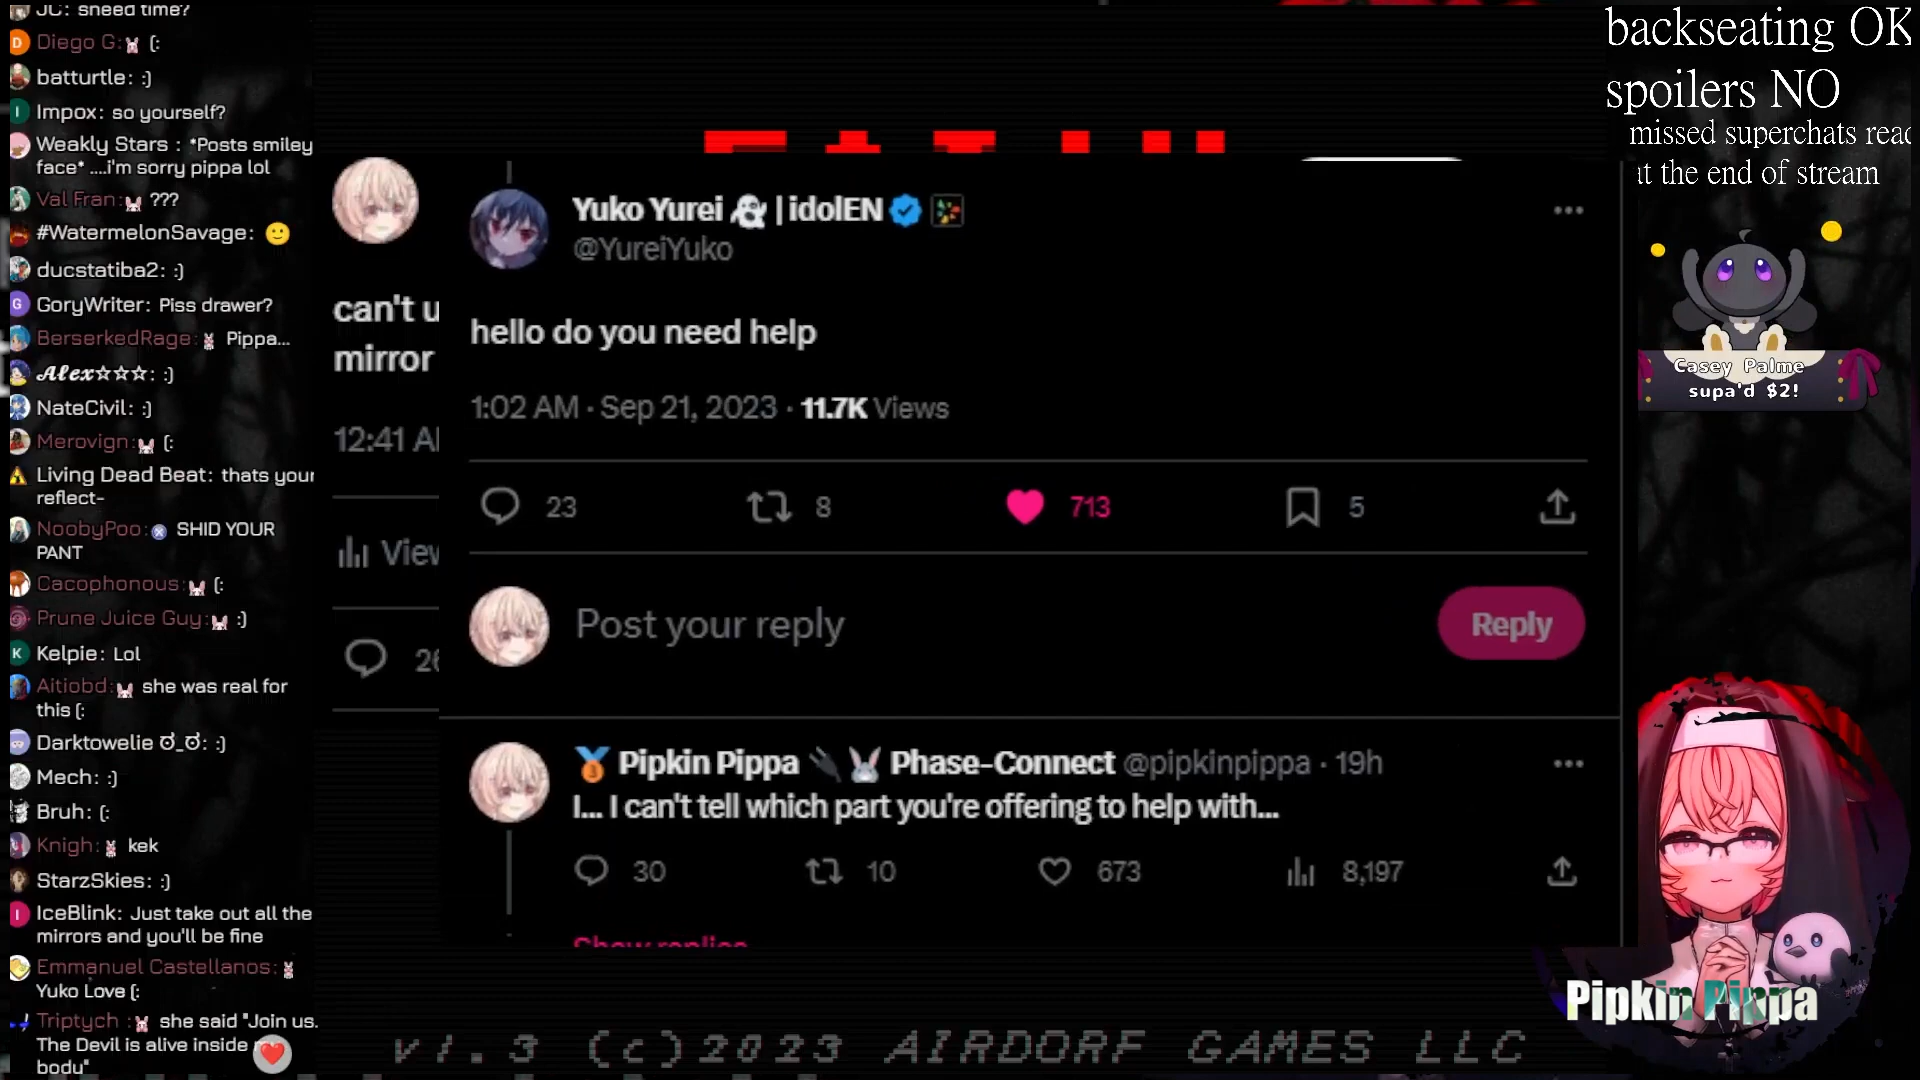 JC: sneed time?
Diego G: (:
batturtle: :)
Impox: so yourself?
Weakly Stars : *Posts smiley
face* ....i'm sorry pippa lol
Val Fran: ???
#WatermelonSavage: 🙂
ducstatiba2: :)
GoryWriter: Piss drawer?
BerserkedRage: Pippa...
𝓐𝓵𝓮𝔁☆☆☆: :)
NateCivil: :)
Merovign: (:
Living Dead Beat: thats your
reflect-
NoobyPoo: SHID YOUR
PANT
Cacophonous: (:
Prune Juice Guy: :)
Kelpie: Lol
Aitiobd: she was real for
this (:
Darktowelie ಠ_ಠ: :)
Mech: :)
Bruh: (:
Knigh: kek
StarzSkies: :)
IceBlink: Just take out all the
mirrors and you'll be fine
Emmanuel Castellanos:
Yuko Love (:
Triptych : she said "Join us.
The Devil is alive inside
body"
can't u
mirror
12:41 A
View
26
Yuko Yurei 👻 | idolEN
@YureiYuko
hello do you need help
1:02 AM · Sep 21, 2023 · 11.7K Views
23 8 713 5
Post your reply
Reply
🥉 Pipkin Pippa 🔌🐰 Phase-Connect @pipkinpippa · 19h
I... I can't tell which part you're offering to help with...
30 10 673 8,197
Show replies
v1.3 (c)2023 AIRDORF GAMES LLC
backseating OK
spoilers NO
missed superchats read
at the end of stream
Casey Palme
supa'd $2!
Pipkin Pippa